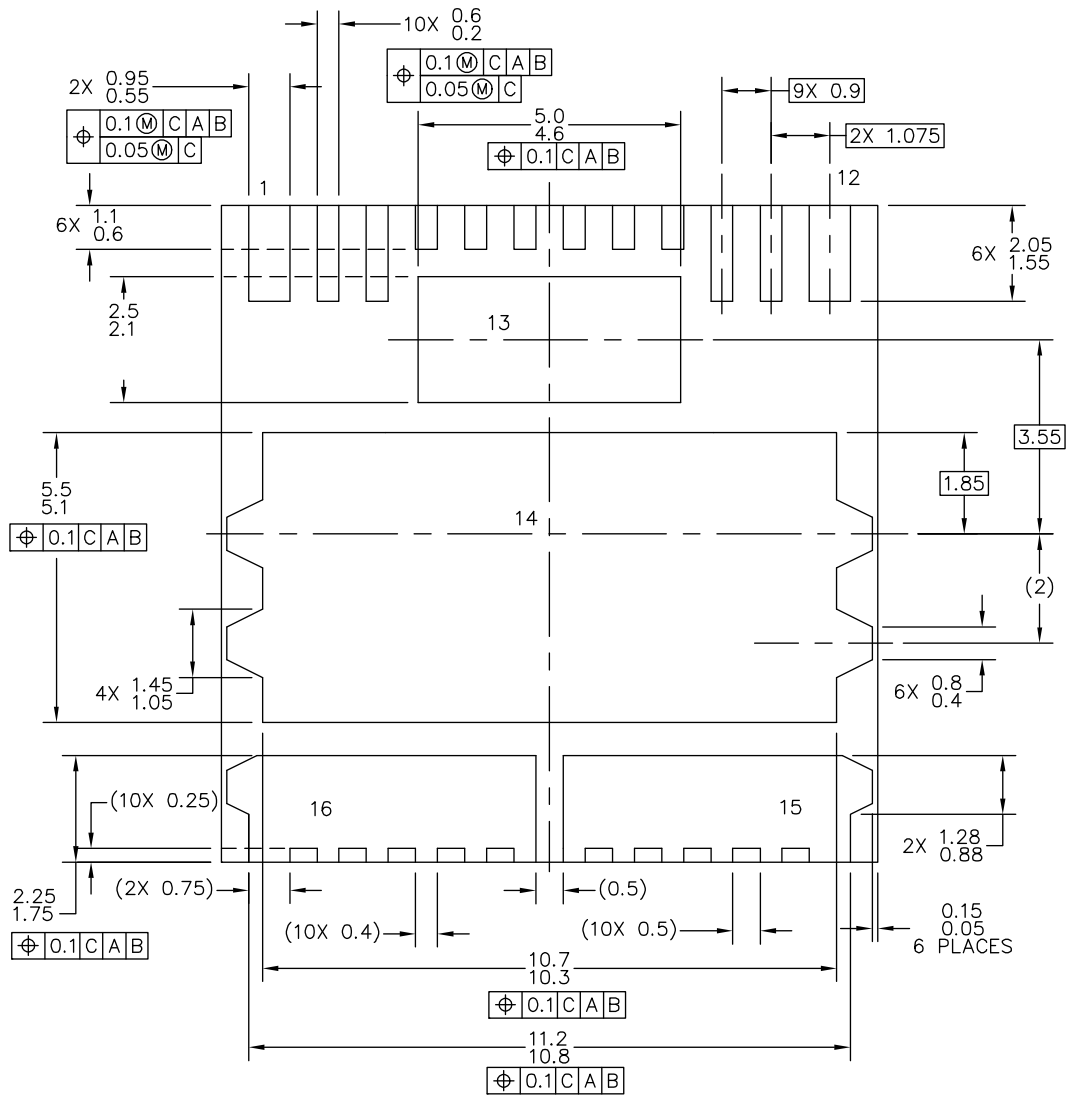 10X 0.6
0.2
⌖ 0.1 Ⓜ C A B
0.05 Ⓜ C
2X 0.95
0.55
⌖ 0.1 Ⓜ C A B
0.05 Ⓜ C
9X 0.9
5.0
4.6
⌖ 0.1 C A B
2X 1.075
1
12
6X 1.1
0.6
6X 2.05
1.55
2.5
2.1
13
3.55
1.85
5.5
5.1
⌖ 0.1 C A B
14
(2)
4X 1.45
1.05
6X 0.8
0.4
(10X 0.25)
16
15
2X 1.28
0.88
2.25
1.75
⌖ 0.1 C A B
(2X 0.75)
(0.5)
(10X 0.4)
(10X 0.5)
0.15
0.05
6 PLACES
10.7
10.3
⌖ 0.1 C A B
11.2
10.8
⌖ 0.1 C A B